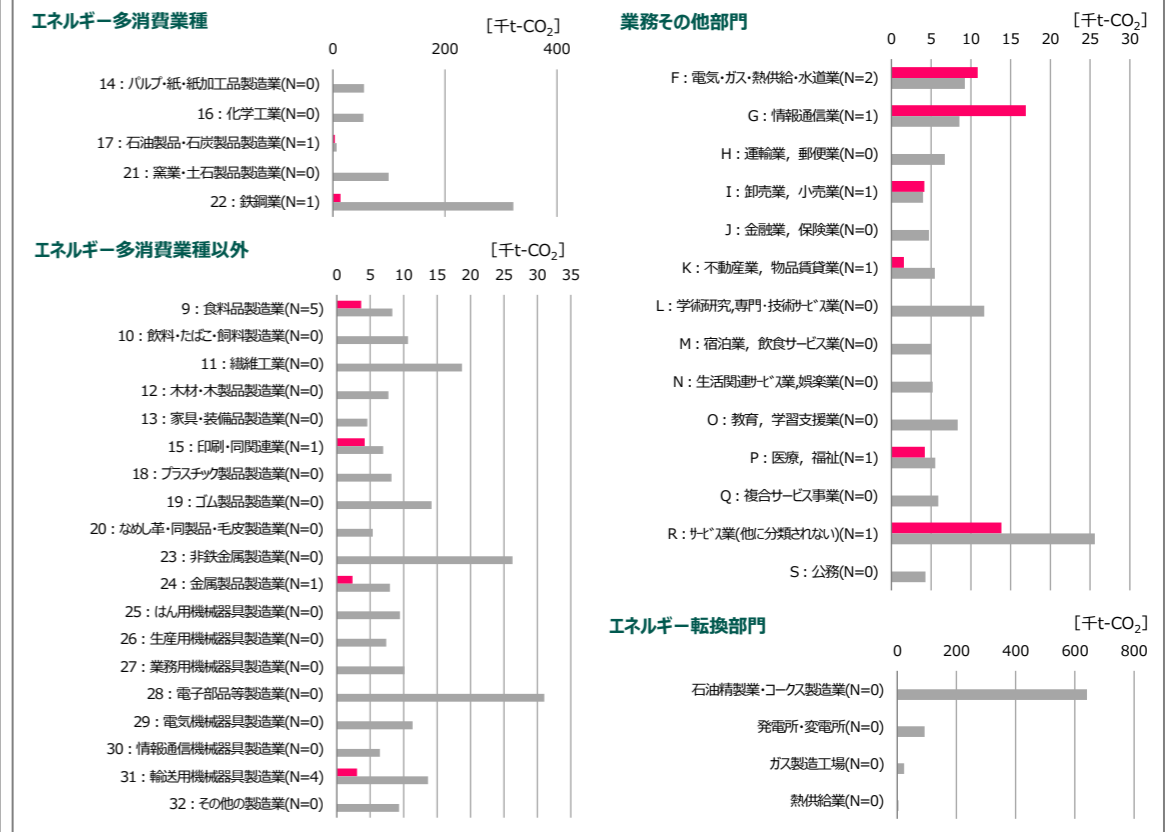 エネルギー多消費業種
[千t-CO2]
0 200 400
14：パルプ・紙・紙加工品製造業(N=0)
16：化学工業(N=0)
17：石油製品・石炭製品製造業(N=1)
21：窯業・土石製品製造業(N=0)
22：鉄鋼業(N=1)
エネルギー多消費業種以外
[千t-CO2]
0 5 10 15 20 25 30 35
9：食料品製造業(N=5)
10：飲料・たばこ・飼料製造業(N=0)
11：繊維工業(N=0)
12：木材・木製品製造業(N=0)
13：家具・装備品製造業(N=0)
15：印刷・同関連業(N=1)
18：プラスチック製品製造業(N=0)
19：ゴム製品製造業(N=0)
20：なめし革・同製品・毛皮製造業(N=0)
23：非鉄金属製造業(N=0)
24：金属製品製造業(N=1)
25：はん用機械器具製造業(N=0)
26：生産用機械器具製造業(N=0)
27：業務用機械器具製造業(N=0)
28：電子部品等製造業(N=0)
29：電気機械器具製造業(N=0)
30：情報通信機械器具製造業(N=0)
31：輸送用機械器具製造業(N=4)
32：その他の製造業(N=0)
業務その他部門
[千t-CO2]
0 5 10 15 20 25 30
F：電気・ガス・熱供給・水道業(N=2)
G：情報通信業(N=1)
H：運輸業，郵便業(N=0)
I：卸売業，小売業(N=1)
J：金融業，保険業(N=0)
K：不動産業，物品賃貸業(N=1)
L：学術研究,専門・技術ｻｰﾋﾞｽ業(N=0)
M：宿泊業，飲食サービス業(N=0)
N：生活関連ｻｰﾋﾞｽ業,娯楽業(N=0)
O：教育，学習支援業(N=0)
P：医療，福祉(N=1)
Q：複合サービス事業(N=0)
R：ｻｰﾋﾞｽ業(他に分類されない)(N=1)
S：公務(N=0)
エネルギー転換部門
[千t-CO2]
0 200 400 600 800
石油精製業・コークス製造業(N=0)
発電所・変電所(N=0)
ガス製造工場(N=0)
熱供給業(N=0)